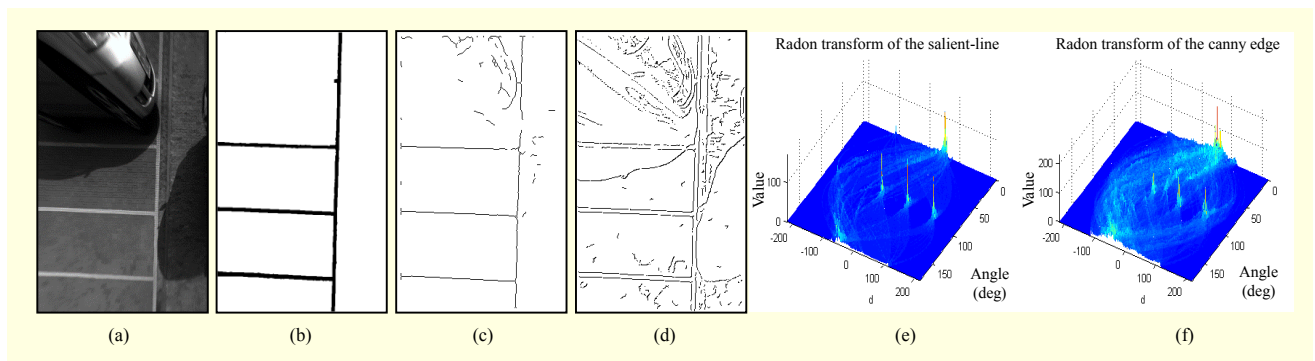 Radon transform of the salient-line
Radon transform of the canny edge
Value
100
0
-200
-100
0
100
200
d
150
100
50
0
Angle
(deg)
Value
200
100
0
-200
-100
0
100
200
d
150
100
50
0
Angle
(deg)
(a)
(b)
(c)
(d)
(e)
(f)